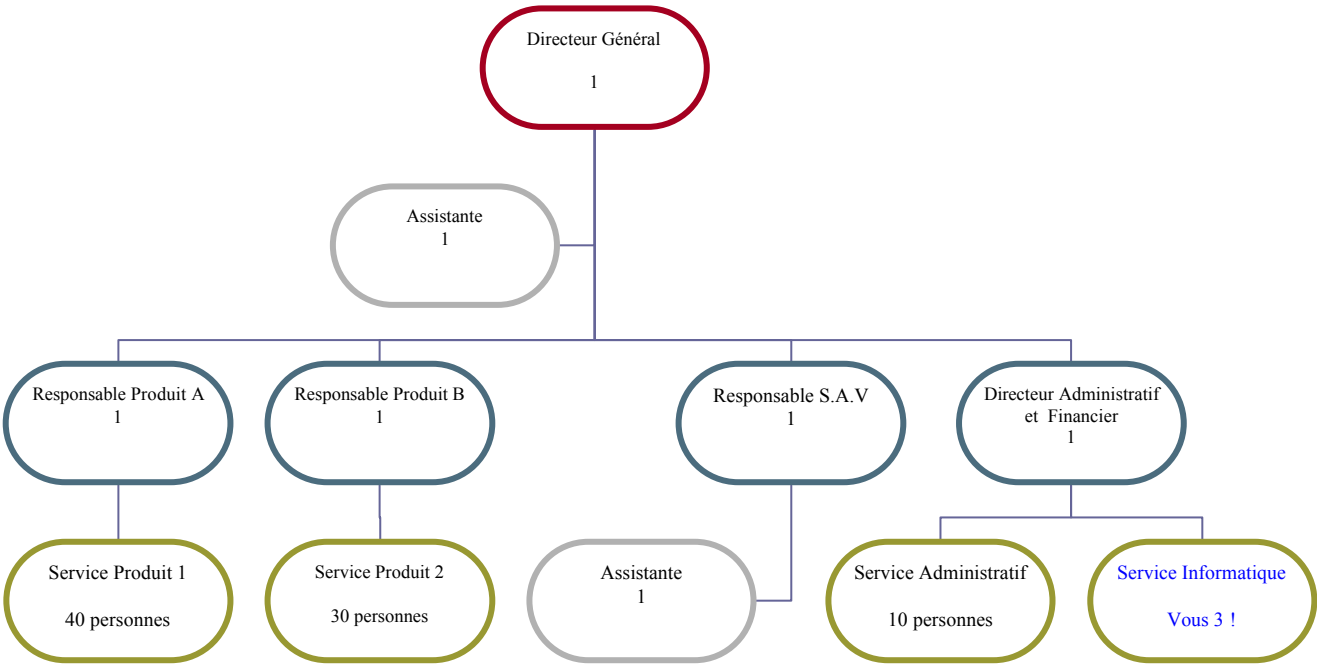 Directeur Général
1
Assistante
1
Responsable Produit A
1
Responsable Produit B
1
Responsable S.A.V
1
Directeur Administratif
et Financier
1
Service Produit 1
40 personnes
Service Produit 2
30 personnes
Assistante
1
Service Administratif
10 personnes
Service Informatique
Vous 3 !